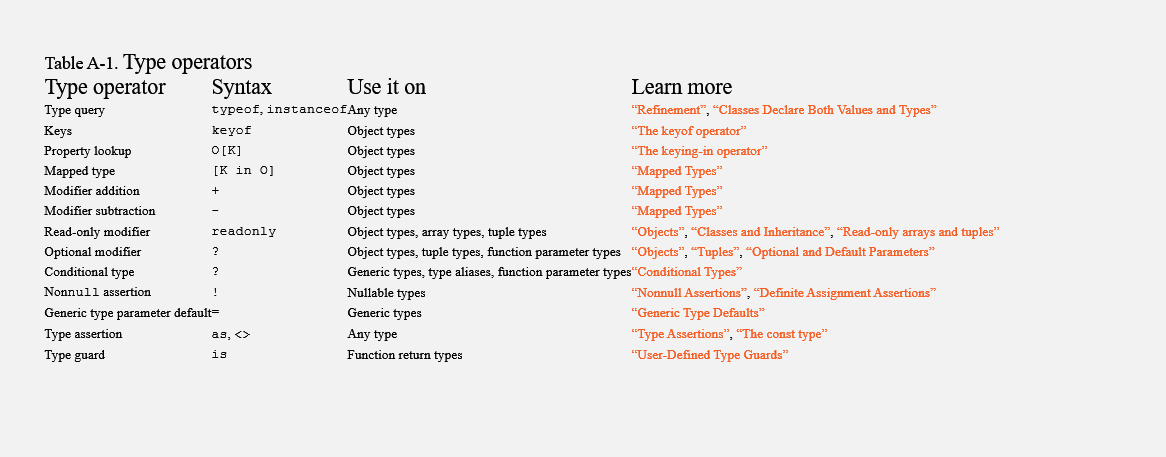 Table A-1. Type operators
Type operator Syntax Use it on Learn more
Type query typeof, instanceof Any type “Refinement”, “Classes Declare Both Values and Types”
Keys keyof Object types “The keyof operator”
Property lookup O[K] Object types “The keying-in operator”
Mapped type [K in O] Object types “Mapped Types”
Modifier addition + Object types “Mapped Types”
Modifier subtraction - Object types “Mapped Types”
Read-only modifier readonly Object types, array types, tuple types “Objects”, “Classes and Inheritance”, “Read-only arrays and tuples”
Optional modifier ? Object types, tuple types, function parameter types “Objects”, “Tuples”, “Optional and Default Parameters”
Conditional type ? Generic types, type aliases, function parameter types “Conditional Types”
Nonnull assertion ! Nullable types “Nonnull Assertions”, “Definite Assignment Assertions”
Generic type parameter default = Generic types “Generic Type Defaults”
Type assertion as, <> Any type “Type Assertions”, “The const type”
Type guard is Function return types “User-Defined Type Guards”